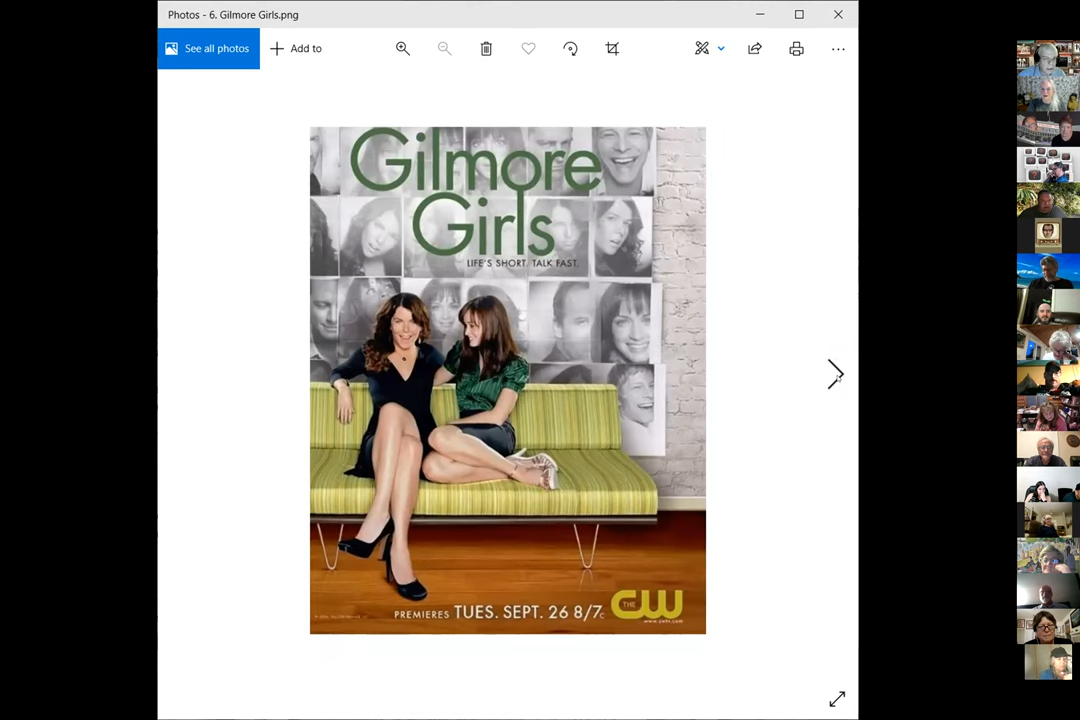 Photos - 6. Gilmore Girls.png
See all photos
Add to
Gilmore
Girls
LIFE'S SHORT. TALK FAST.
PREMIERES TUES. SEPT. 26 8/7c
THE CW